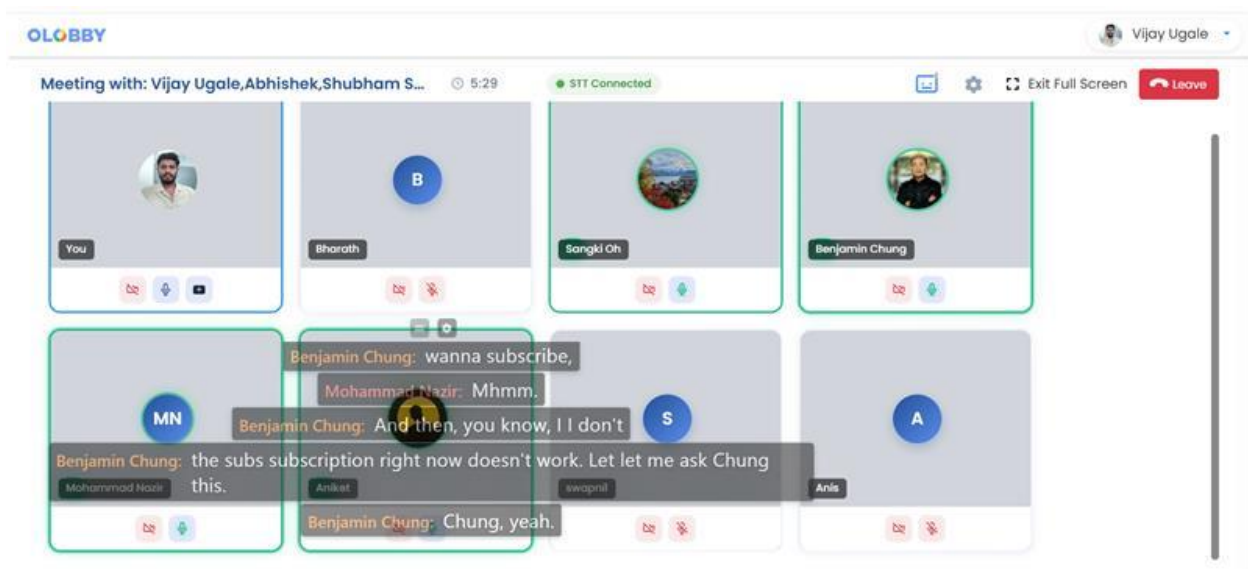 OLOBBY
Vijay Ugale
Meeting with: Vijay Ugale,Abhishek,Shubham S...
5:29
STT Connected
Exit Full Screen
Leave
B
You
Bharath
Sangki Oh
Benjamin Chung
Benjamin Chung: wanna subscribe,
Mohammad Nazir: Mhmm.
MN
S
A
Benjamin Chung: And then, you know, I I don't
Benjamin Chung: the subs subscription right now doesn't work. Let let me ask Chung
this.
Mohammad Nazir
Aniket
swapnil
Anis
Benjamin Chung: Chung, yeah.